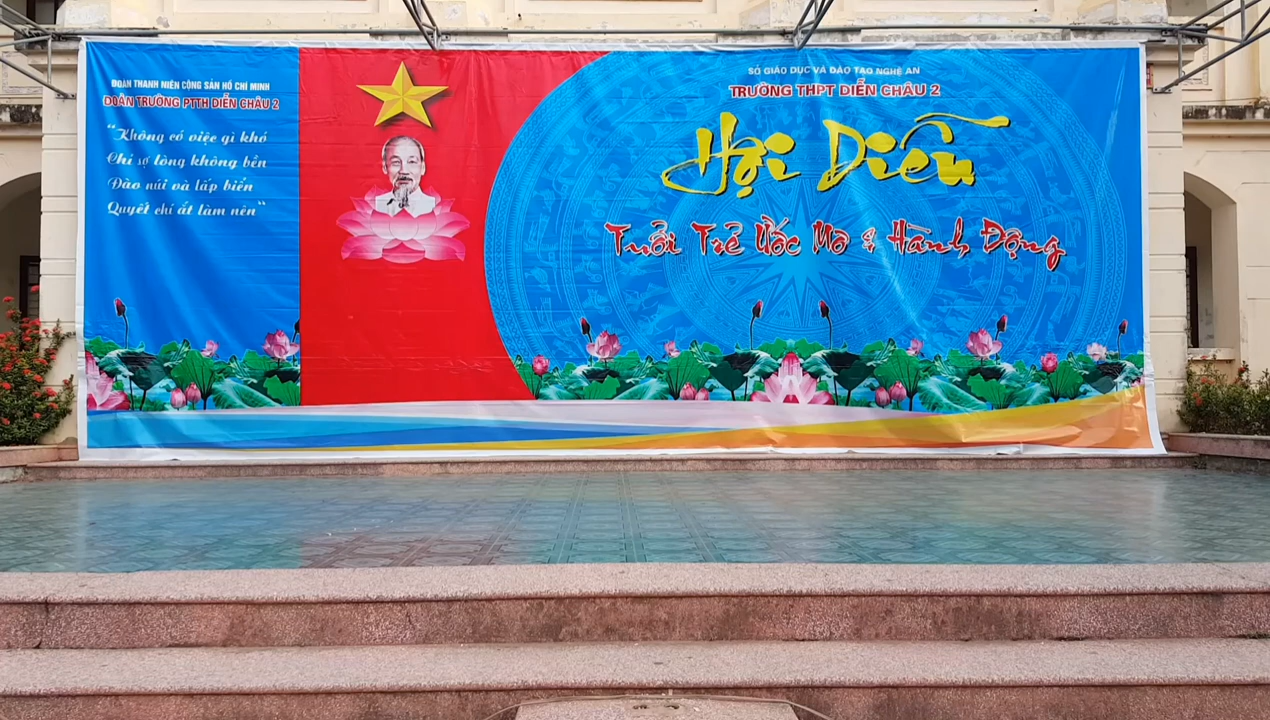 ĐOÀN THANH NIÊN CỘNG SẢN HỒ CHÍ MINH
ĐOÀN TRƯỜNG PTTH DIỄN CHÂU 2
"Không có việc gì khó
Chỉ sợ lòng không bền
Đào núi và lấp biển
Quyết chí ắt làm nên"
SỞ GIÁO DỤC VÀ ĐÀO TẠO NGHỆ AN
TRƯỜNG THPT DIỄN CHÂU 2
Hội Diễn
Tuổi Trẻ Ước Mơ & Hành Động